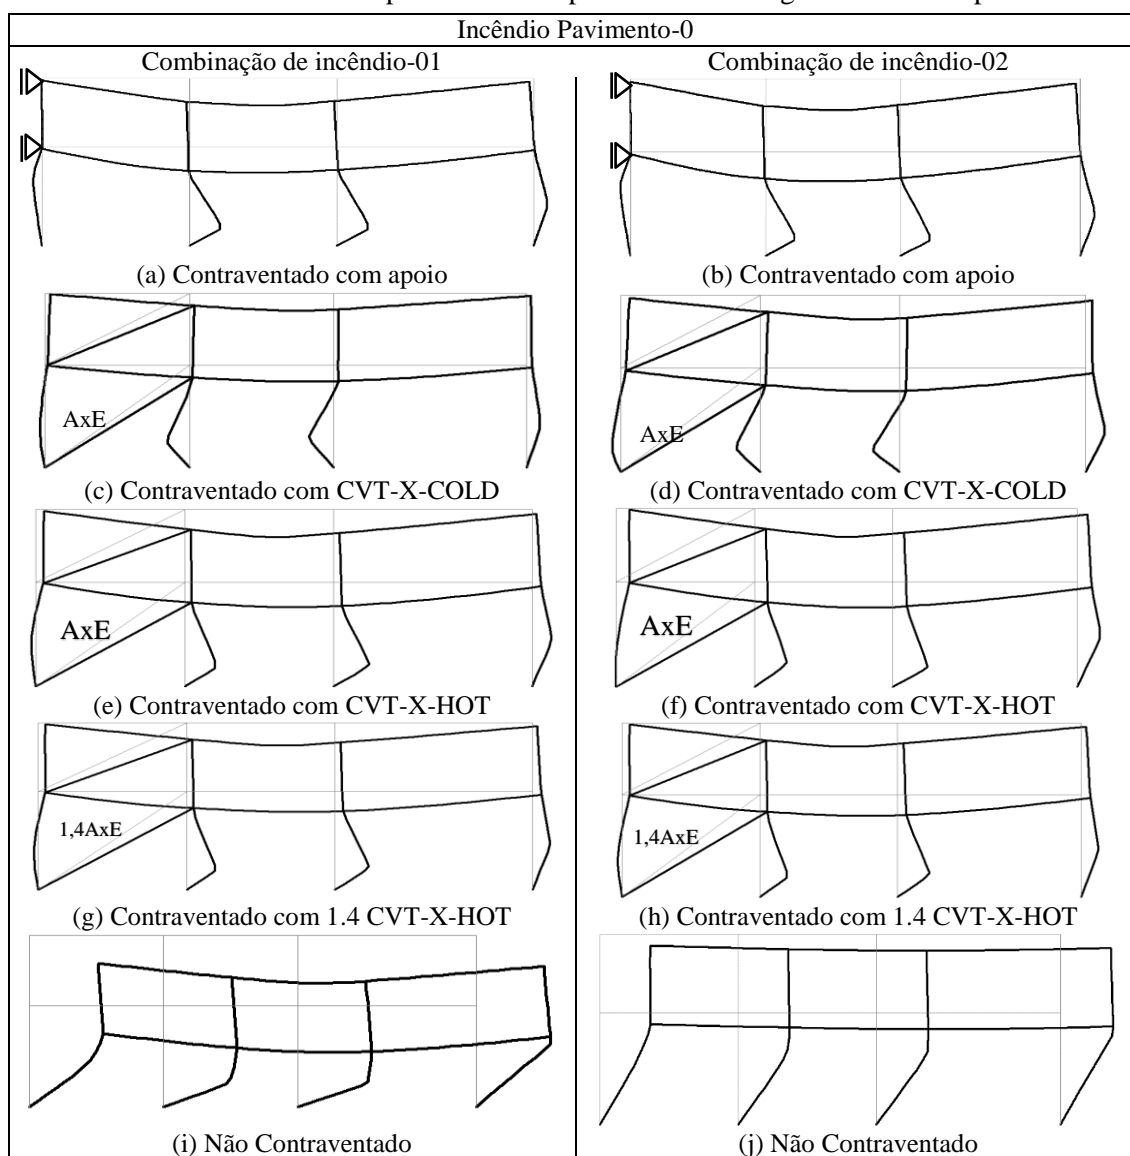 Incêndio Pavimento-0
Combinação de incêndio-01
Combinação de incêndio-02
(a) Contraventado com apoio
(b) Contraventado com apoio
AxE
AxE
(c) Contraventado com CVT-X-COLD
(d) Contraventado com CVT-X-COLD
AxE
AxE
(e) Contraventado com CVT-X-HOT
(f) Contraventado com CVT-X-HOT
1,4AxE
1,4AxE
(g) Contraventado com 1.4 CVT-X-HOT
(h) Contraventado com 1.4 CVT-X-HOT
(i) Não Contraventado
(j) Não Contraventado